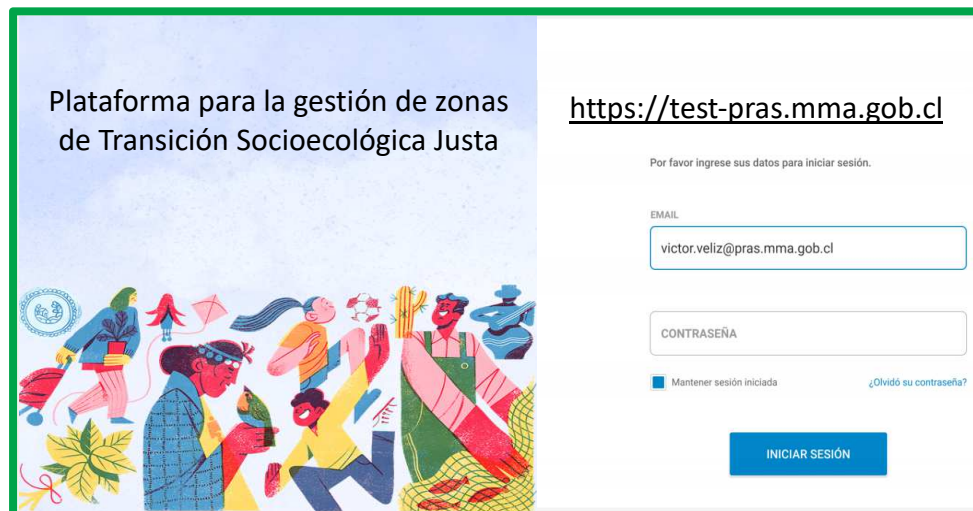 Plataforma para la gestión de zonas
de Transición Socioecológica Justa
https://test-pras.mma.gob.cl
Por favor ingrese sus datos para iniciar sesión.
EMAIL
victor.veliz@pras.mma.gob.cl
CONTRASEÑA
Mantener sesión iniciada
¿Olvidó su contraseña?
INICIAR SESIÓN